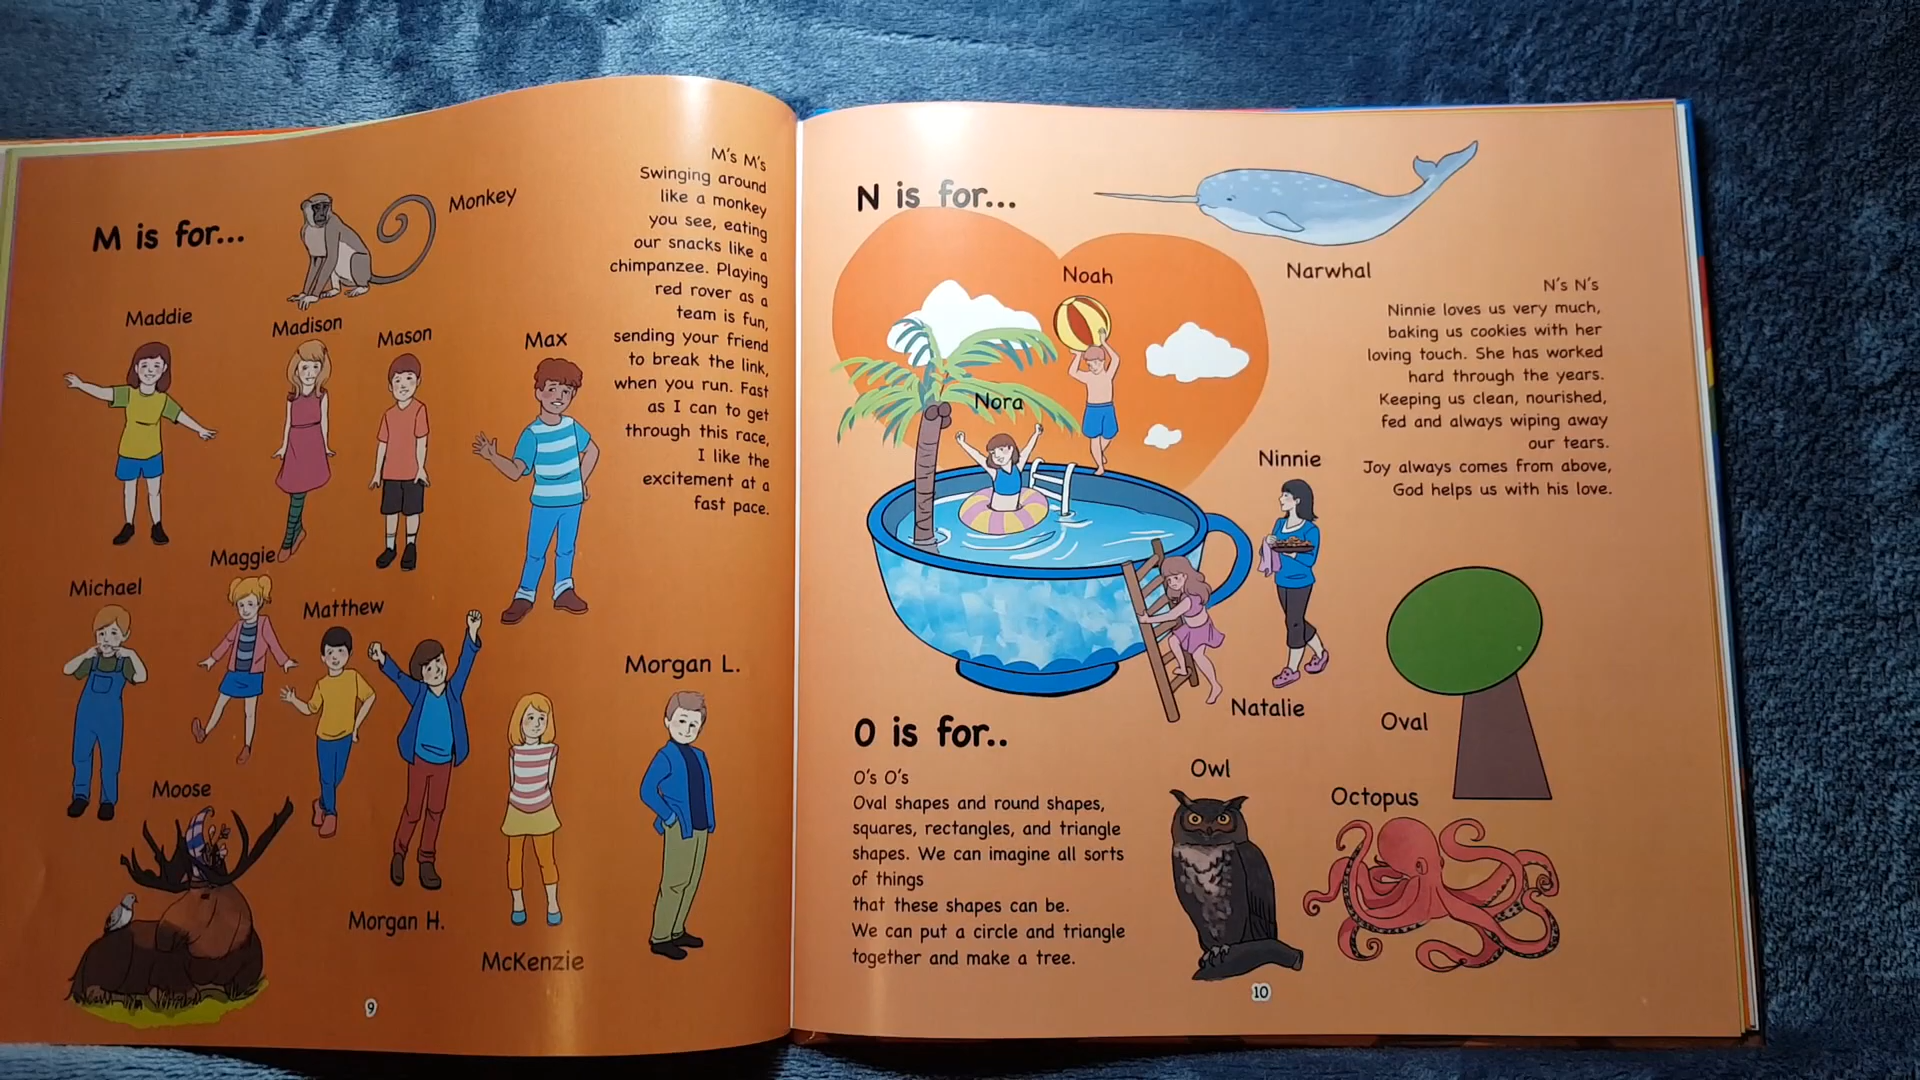 M is for...
Monkey
Maddie
Madison
Mason
Max
Michael
Maggie
Matthew
Morgan L.
Moose
Morgan H.
McKenzie
M's M's
Swinging around
like a monkey
you see, eating
our snacks like a
chimpanzee. Playing
red rover as a
team is fun,
sending your friend
to break the link,
when you run. Fast
as I can to get
through this race,
I like the
excitement at a
fast pace.
9
N is for...
Narwhal
Noah
Nora
Ninnie
Natalie
N's N's
Ninnie loves us very much,
baking us cookies with her
loving touch. She has worked
hard through the years.
Keeping us clean, nourished,
fed and always wiping away
our tears.
Joy always comes from above,
God helps us with his love.
O is for..
Oval
Owl
Octopus
O's O's
Oval shapes and round shapes,
squares, rectangles, and triangle
shapes. We can imagine all sorts
of things
that these shapes can be.
We can put a circle and triangle
together and make a tree.
10